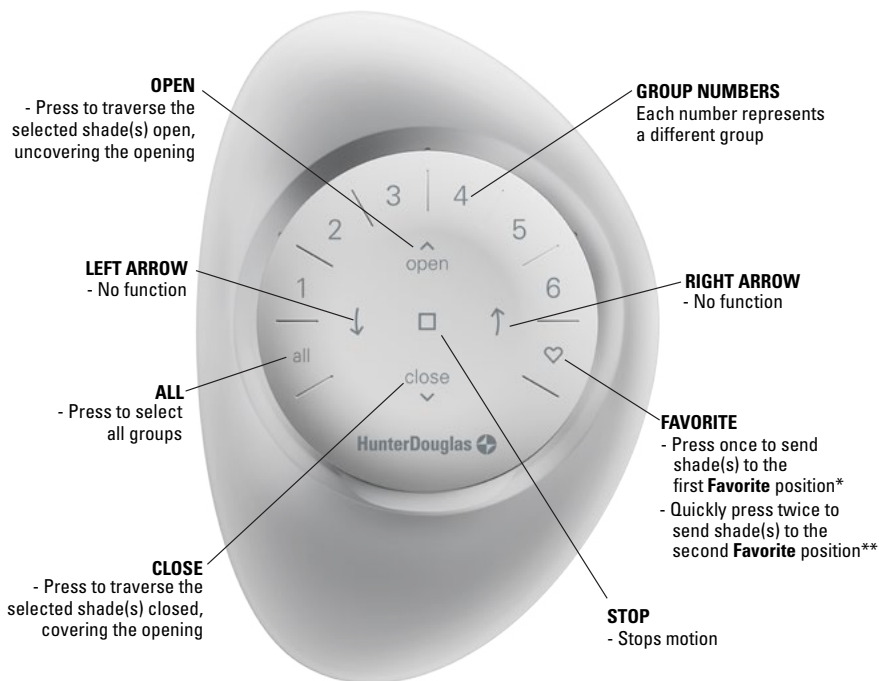 OPEN
- Press to traverse the
selected shade(s) open,
uncovering the opening
GROUP NUMBERS
Each number represents
a different group
LEFT ARROW
- No function
RIGHT ARROW
- No function
ALL
- Press to select
all groups
FAVORITE
- Press once to send
shade(s) to the
first Favorite position*
- Quickly press twice to
send shade(s) to the
second Favorite position**
CLOSE
- Press to traverse the
selected shade(s) closed,
covering the opening
STOP
- Stops motion
1
2
3
4
5
6
open
all
close
HunterDouglas